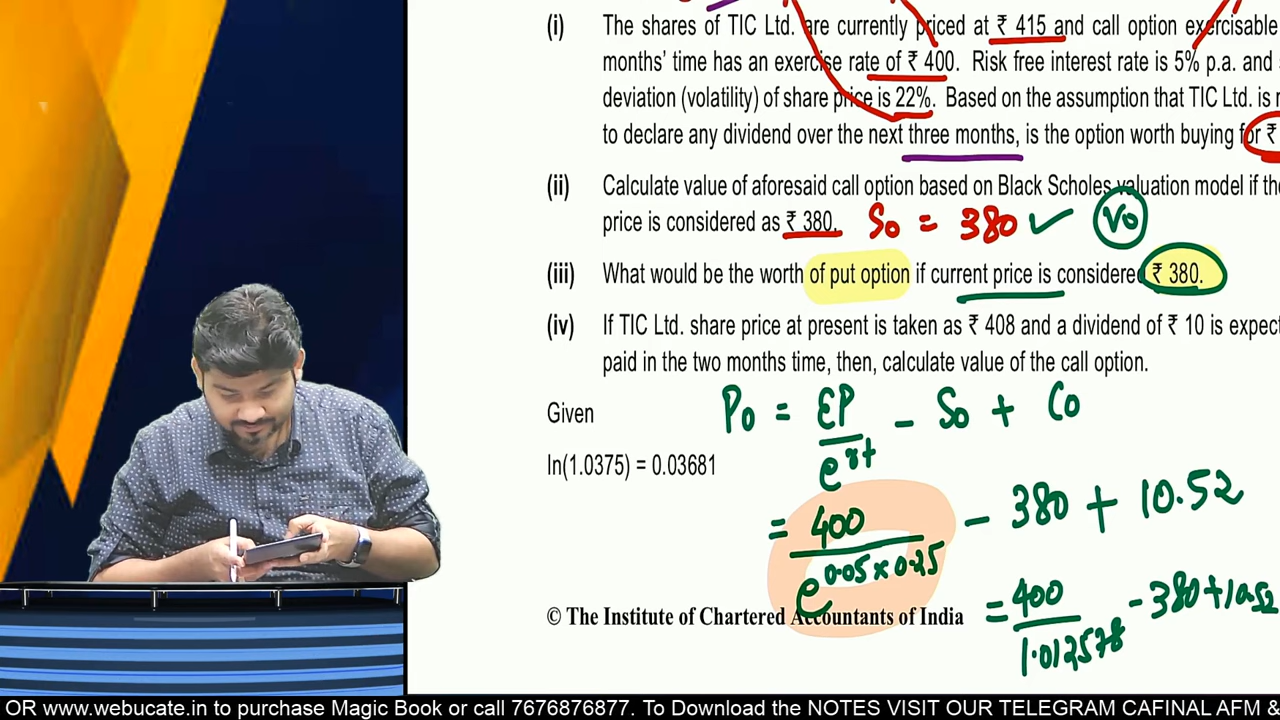 (i) The shares of TIC Ltd. are currently priced at ₹ 415 and call option exercisable
months' time has an exercise rate of ₹ 400. Risk free interest rate is 5% p.a. and
deviation (volatility) of share price is 22%. Based on the assumption that TIC Ltd. is
to declare any dividend over the next three months, is the option worth buying for ₹
(ii) Calculate value of aforesaid call option based on Black Scholes valuation model if the
price is considered as ₹ 380. S0 = 380 ✓ V0
(iii) What would be the worth of put option if current price is considered ₹ 380.
(iv) If TIC Ltd. share price at present is taken as ₹ 408 and a dividend of ₹ 10 is
paid in the two months time, then, calculate value of the call option.
Given
P0 = EP / e^rt - S0 + C0
ln(1.0375) = 0.03681
= 400 / e^0.05×0.25 - 380 + 10.52
= 400 / 1.012578 - 380 + 10.52
© The Institute of Chartered Accountants of India
OR www.webucate.in to purchase Magic Book or call 7676876877. To Download the NOTES VISIT OUR TELEGRAM CAFINAL AFM &